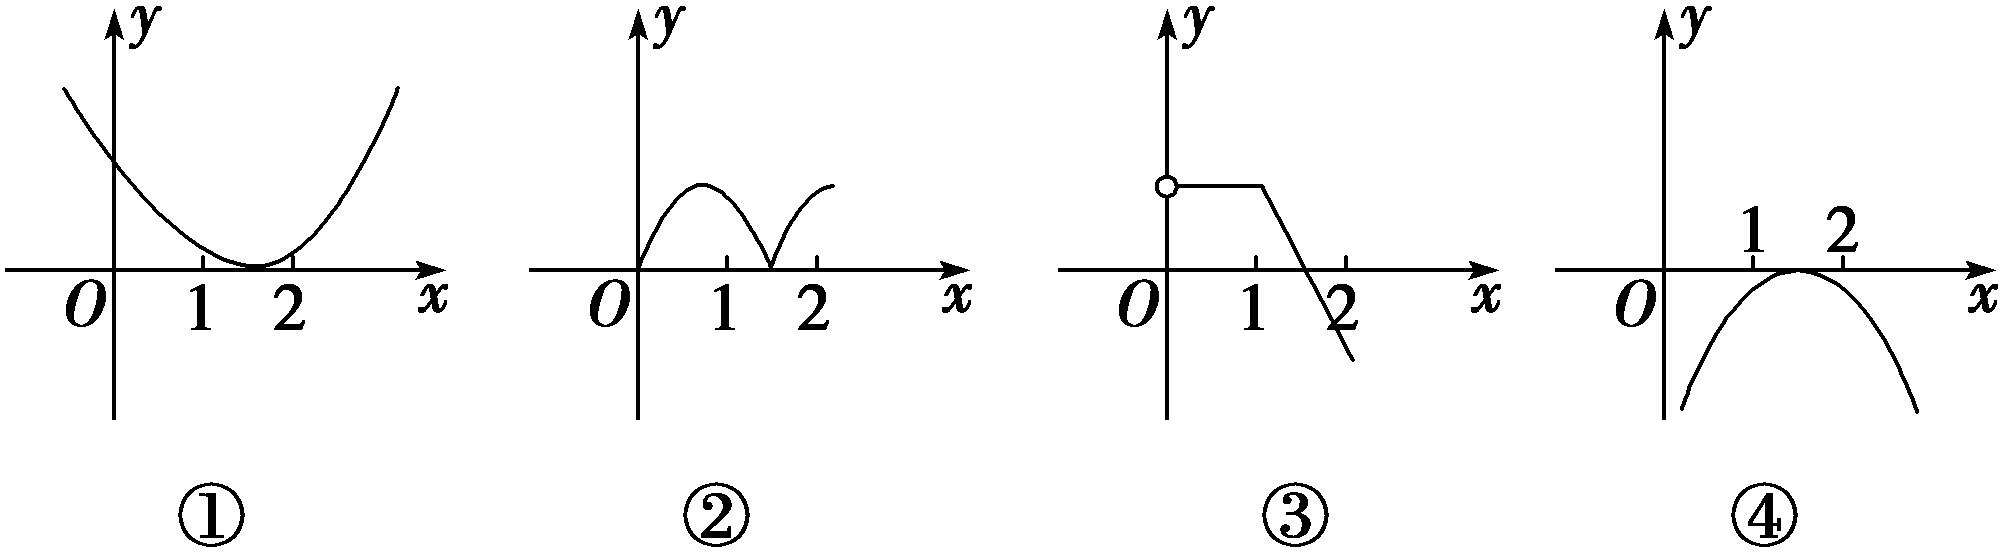 y y y y
1 2
O 1 2 x O 1 2 x O 1 2 x O x
① ② ③ ④